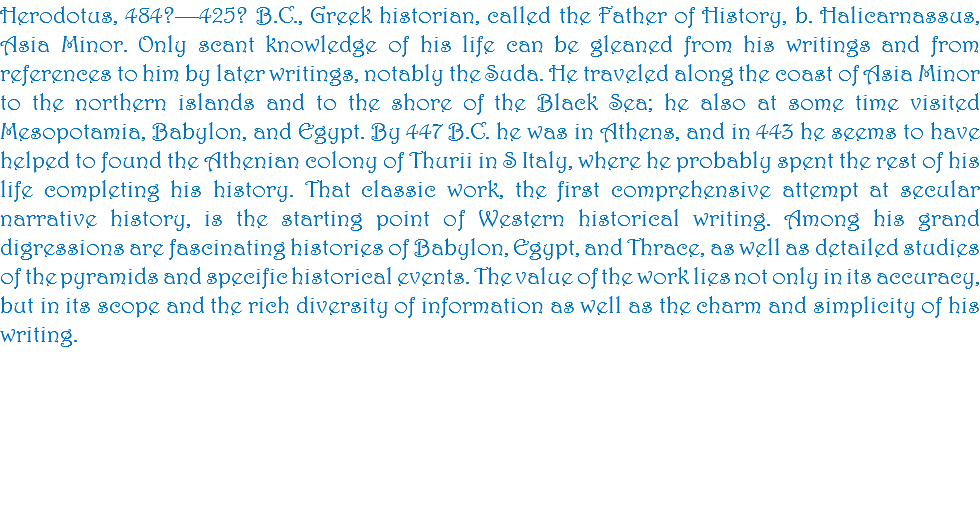 Herodotus, 484?—425? B.C., Greek historian, called the Father of History, b. Halicarnassus,
Asia Minor. Only scant knowledge of his life can be gleaned from his writings and from
references to him by later writings, notably the Suda. He traveled along the coast of Asia Minor
to the northern islands and to the shore of the Black Sea; he also at some time visited
Mesopotamia, Babylon, and Egypt. By 447 B.C. he was in Athens, and in 443 he seems to have
helped to found the Athenian colony of Thurii in S Italy, where he probably spent the rest of his
life completing his history. That classic work, the first comprehensive attempt at secular
narrative history, is the starting point of Western historical writing. Among his grand
digressions are fascinating histories of Babylon, Egypt, and Thrace, as well as detailed studies
of the pyramids and specific historical events. The value of the work lies not only in its accuracy,
but in its scope and the rich diversity of information as well as the charm and simplicity of his
writing.